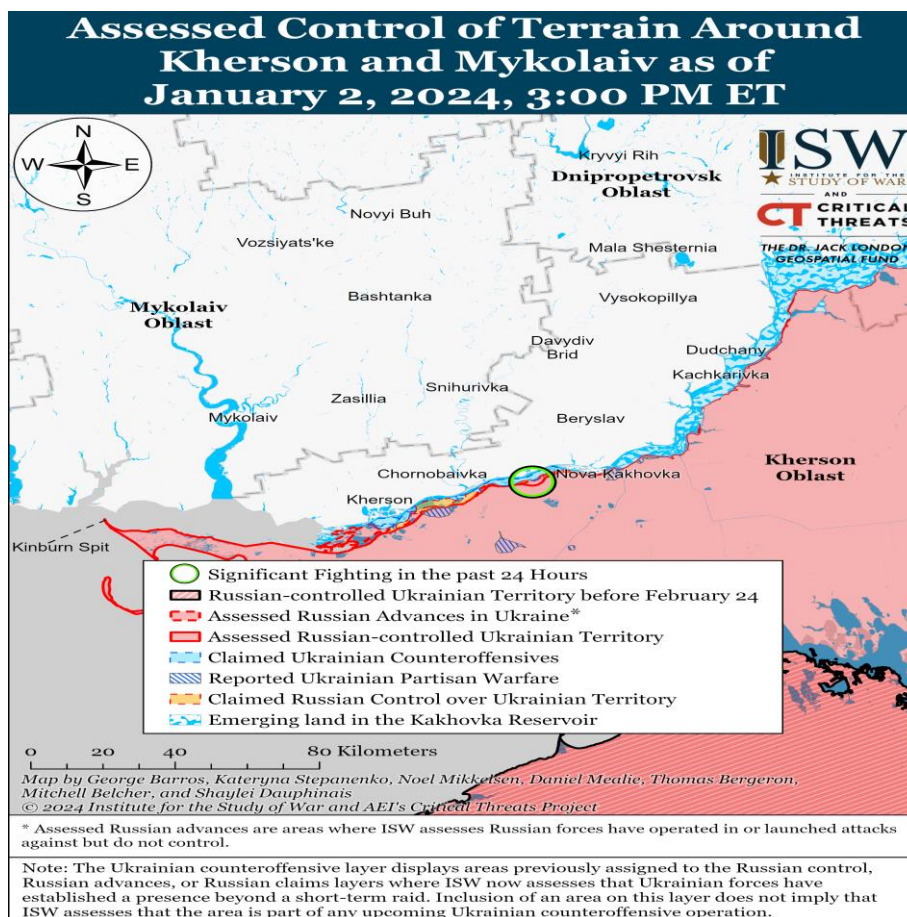 Assessed Control of Terrain Around
Kherson and Mykolaiv as of
January 2, 2024, 3:00 PM ET
N
W E
S
ISW
INSTITUTE FOR THE
STUDY OF WAR
AND
CT CRITICAL
THREATS
THE DR. JACK LONDON
GEOSPATIAL FUND
Kryvyi Rih
Dnipropetrovsk
Oblast
Novyi Buh
Vozsiyats'ke
Mala Shesternia
Bashtanka
Vysokopillya
Mykolaiv
Oblast
Davydiv
Brid
Dudchany
Kachkarivka
Snihurivka
Zasillia
Mykolaiv
Beryslav
Chornobaivka
Nova Kakhovka
Kherson
Oblast
Kherson
Kinburn Spit
Significant Fighting in the past 24 Hours
Russian-controlled Ukrainian Territory before February 24
Assessed Russian Advances in Ukraine*
Assessed Russian-controlled Ukrainian Territory
Claimed Ukrainian Counteroffensives
Reported Ukrainian Partisan Warfare
Claimed Russian Control over Ukrainian Territory
Emerging land in the Kakhovka Reservoir
0 20 40 80 Kilometers
Map by George Barros, Kateryna Stepanenko, Noel Mikkelsen, Daniel Mealie, Thomas Bergeron,
Mitchell Belcher, and Shaylei Dauphinais
© 2024 Institute for the Study of War and AEI's Critical Threats Project
* Assessed Russian advances are areas where ISW assesses Russian forces have operated in or launched attacks
against but do not control.
Note: The Ukrainian counteroffensive layer displays areas previously assigned to the Russian control,
Russian advances, or Russian claims layers where ISW now assesses that Ukrainian forces have
established a presence beyond a short-term raid. Inclusion of an area on this layer does not imply that
ISW assesses that the area is part of any upcoming Ukrainian counteroffensive operation.